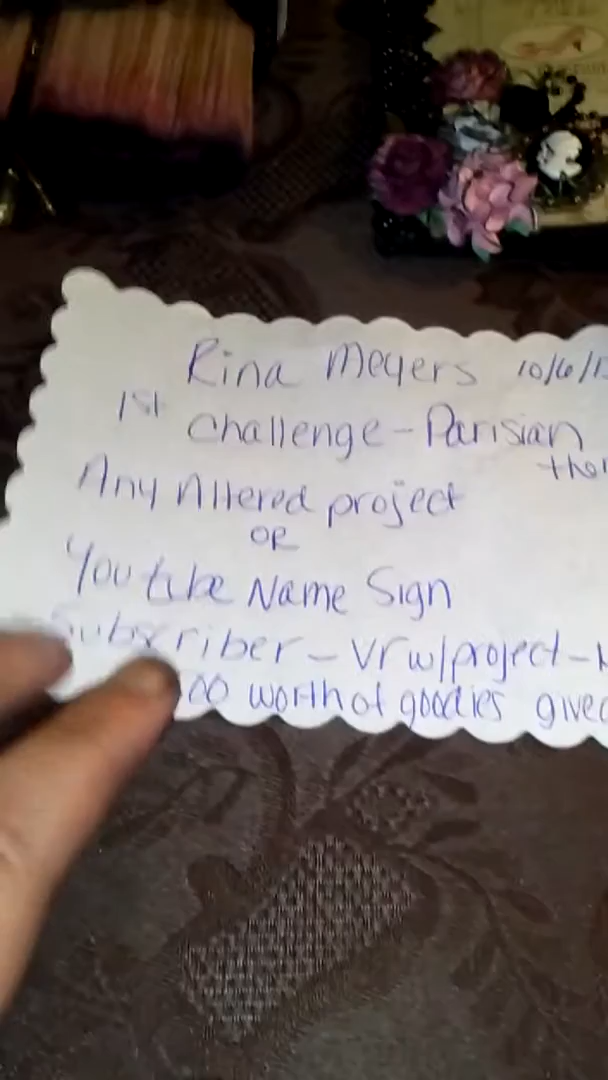 Rina Meyers 10/6/1
1st Challenge - Parisian
Any Altered project
OR
Youtube Name Sign
Subscriber - Vr w/project -
00 worth of goodies